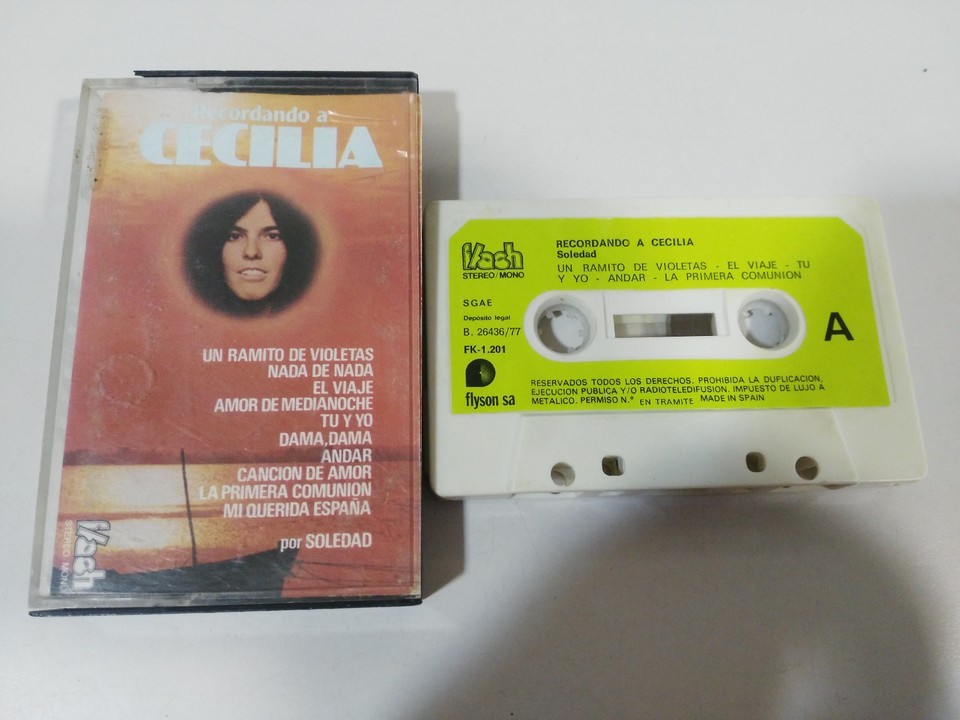 Recordando a
CECILIA
UN RAMITO DE VIOLETAS
NADA DE NADA
EL VIAJE
AMOR DE MEDIANOCHE
TU Y YO
DAMA, DAMA
ANDAR
CANCION DE AMOR
LA PRIMERA COMUNION
MI QUERIDA ESPAÑA
por SOLEDAD
flach
STEREO MONO
flach
STEREO/MONO
RECORDANDO A CECILIA
Soledad
UN RAMITO DE VIOLETAS - EL VIAJE - TU
Y YO - ANDAR - LA PRIMERA COMUNION
SGAE
Depósito legal
B. 26436/77
FK-1.201
flyson sa
A
RESERVADOS TODOS LOS DERECHOS. PROHIBIDA LA DUPLICACION,
EJECUCION PUBLICA Y/O RADIOTELEDIFUSION. IMPUESTO DE LUJO A
METALICO. PERMISO N.º EN TRAMITE MADE IN SPAIN